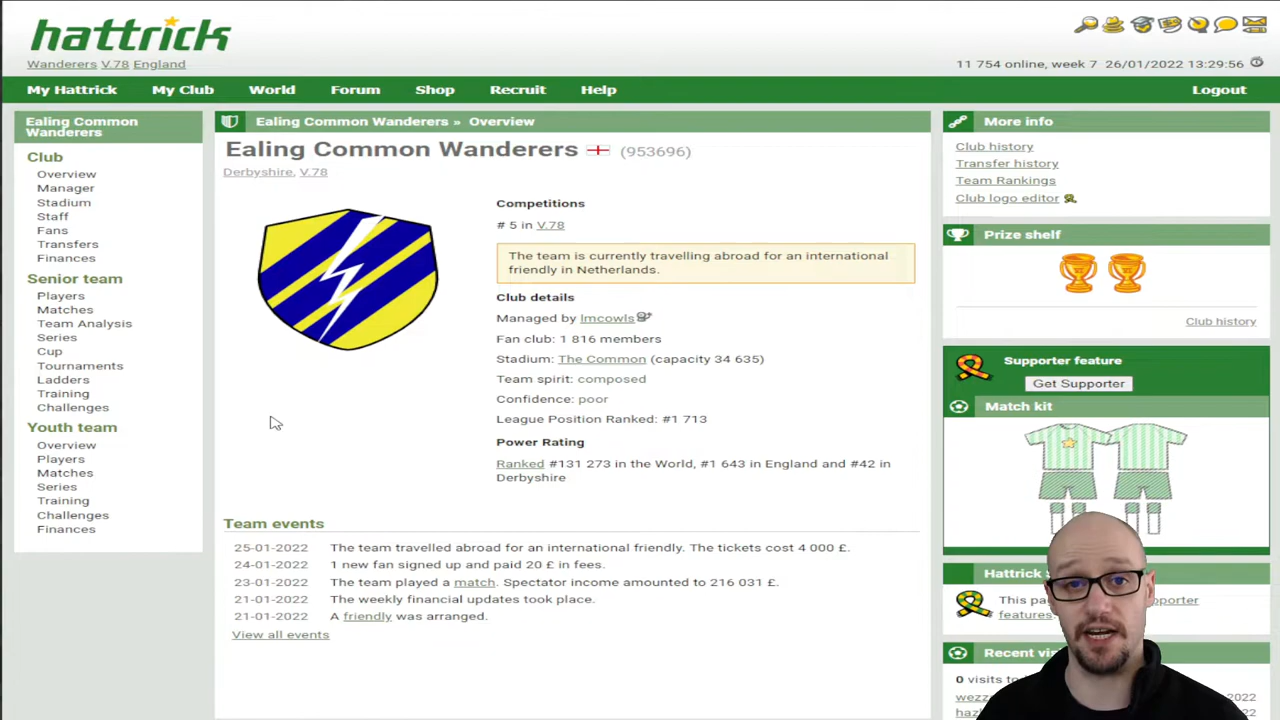 hattrick
Wanderers V.78 England
11 754 online, week 7 26/01/2022 13:29:56
My Hattrick My Club World Forum Shop Recruit Help Logout
Ealing Common
Wanderers
Club
Overview
Manager
Stadium
Staff
Fans
Transfers
Finances
Senior team
Players
Matches
Team Analysis
Series
Cup
Tournaments
Ladders
Training
Challenges
Youth team
Overview
Players
Matches
Series
Training
Challenges
Finances
Ealing Common Wanderers » Overview
Ealing Common Wanderers (953696)
Derbyshire, V.78
Competitions
# 5 in V.78
The team is currently travelling abroad for an international
friendly in Netherlands.
Club details
Managed by lmcowls
Fan club: 1 816 members
Stadium: The Common (capacity 34 635)
Team spirit: composed
Confidence: poor
League Position Ranked: #1 713
Power Rating
Ranked #131 273 in the World, #1 643 in England and #42 in
Derbyshire
Team events
25-01-2022 The team travelled abroad for an international friendly. The tickets cost 4 000 £.
24-01-2022 1 new fan signed up and paid 20 £ in fees.
23-01-2022 The team played a match. Spectator income amounted to 216 031 £.
21-01-2022 The weekly financial updates took place.
21-01-2022 A friendly was arranged.
View all events
More info
Club history
Transfer history
Team Rankings
Club logo editor
Prize shelf
Club history
Supporter feature
Get Supporter
Match kit
Hattrick
This
features
Recent
0 visits
2022
2022